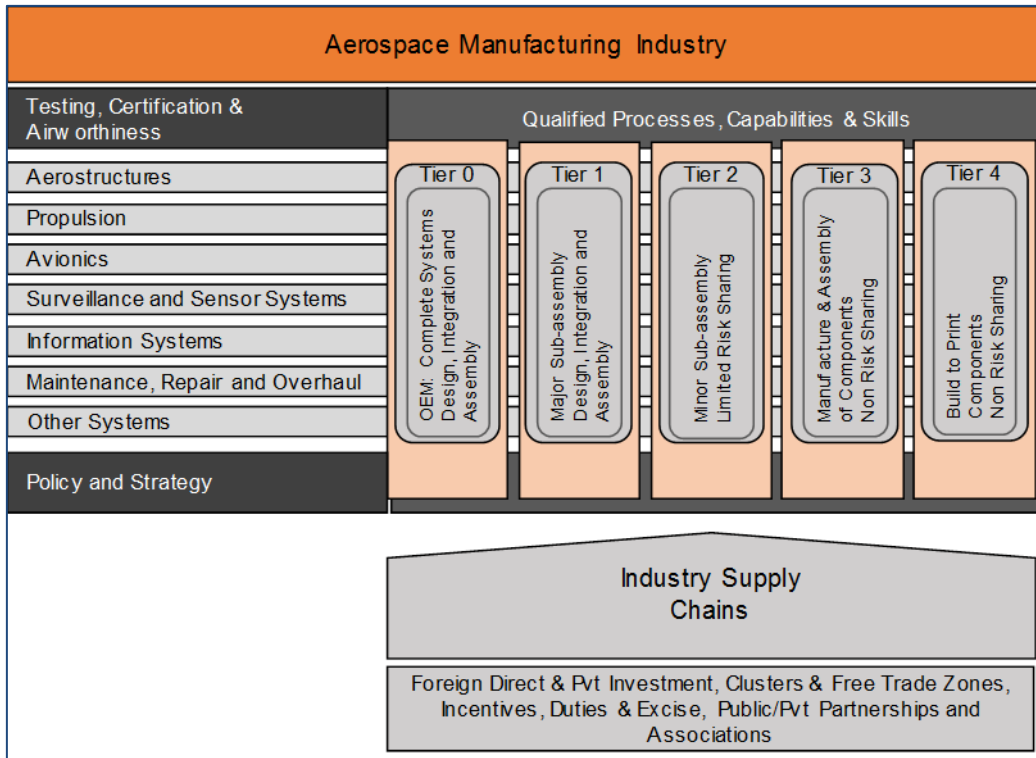 Aerospace Manufacturing Industry
Testing, Certification &
Airworthiness
Qualified Processes, Capabilities & Skills
Aerostructures
Propulsion
Avionics
Surveillance and Sensor Systems
Information Systems
Maintenance, Repair and Overhaul
Other Systems
Policy and Strategy
Tier 0
OEM: Complete Systems
Design, Integration and
Assembly
Tier 1
Major Sub-assembly
Design, Integration and
Assembly
Tier 2
Minor Sub-assembly
Limited Risk Sharing
Tier 3
Manufacture & Assembly
of Components
Non Risk Sharing
Tier 4
Build to Print
Components
Non Risk Sharing
Industry Supply
Chains
Foreign Direct & Pvt Investment, Clusters & Free Trade Zones,
Incentives, Duties & Excise, Public/Pvt Partnerships and
Associations